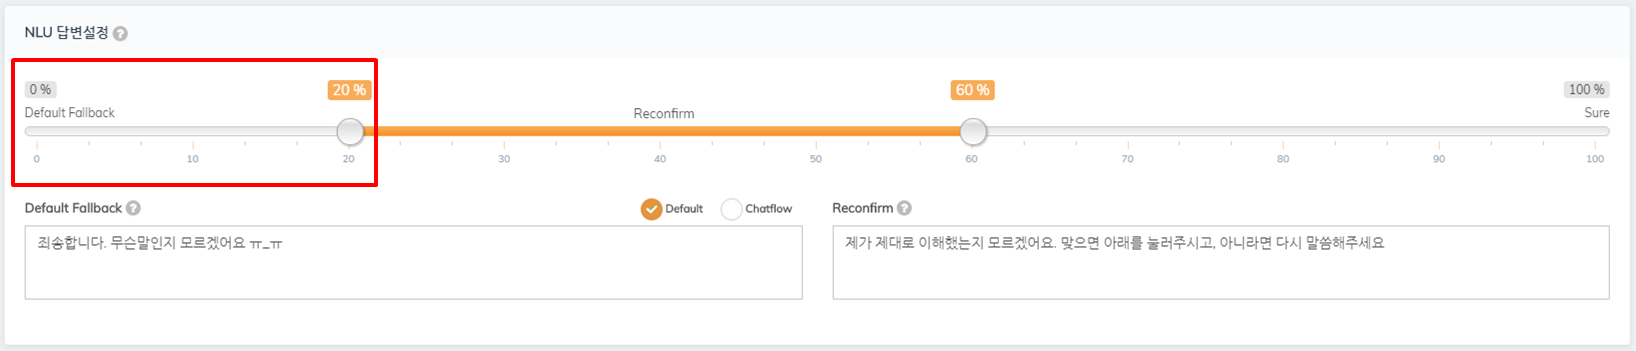 NLU 답변설정 ?
0 % 20 % 60 % 100 %
Default Fallback Reconfirm Sure
0 10 20 30 40 50 60 70 80 90 100
Default Fallback ? Default Chatflow Reconfirm ?
죄송합니다. 무슨말인지 모르겠어요 ㅠ_ㅠ
제가 제대로 이해했는지 모르겠어요. 맞으면 아래를 눌러주시고, 아니라면 다시 말씀해주세요